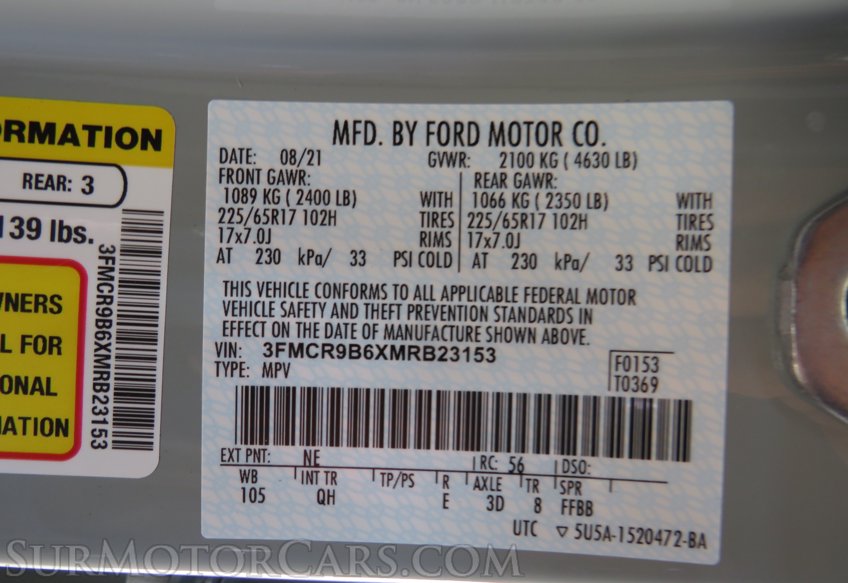 ORMATION
REAR: 3
139 lbs.
WNERS
L FOR
IONAL
MATION
3FMCR9B6XMRB23153
MFD. BY FORD MOTOR CO.
DATE: 08/21 GVWR: 2100 KG ( 4630 LB)
FRONT GAWR: REAR GAWR:
1089 KG ( 2400 LB) WITH 1066 KG ( 2350 LB) WITH
225/65R17 102H TIRES 225/65R17 102H TIRES
17x7.0J RIMS 17x7.0J RIMS
AT 230 kPa/ 33 PSI COLD AT 230 kPa/ 33 PSI COLD
THIS VEHICLE CONFORMS TO ALL APPLICABLE FEDERAL MOTOR
VEHICLE SAFETY AND THEFT PREVENTION STANDARDS IN
EFFECT ON THE DATE OF MANUFACTURE SHOWN ABOVE.
VIN: 3FMCR9B6XMRB23153 F0153
TYPE: MPV T0369
EXT PNT: NE RC: 56 DSO:
WB INT TR TP/PS R AXLE TR SPR
105 QH E 3D 8 FFBB
UTC ▽ 5U5A-1520472-BA
SURMOTORCARS.COM